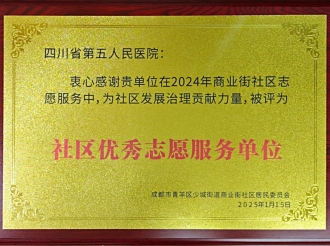 四川省第五人民医院：
衷心感谢贵单位在2024年商业街社区志
愿服务中，为社区发展治理贡献力量，被评为
社区优秀志愿服务单位
成都市青羊区少城街道商业街社区居民委员会
2025年1月15日